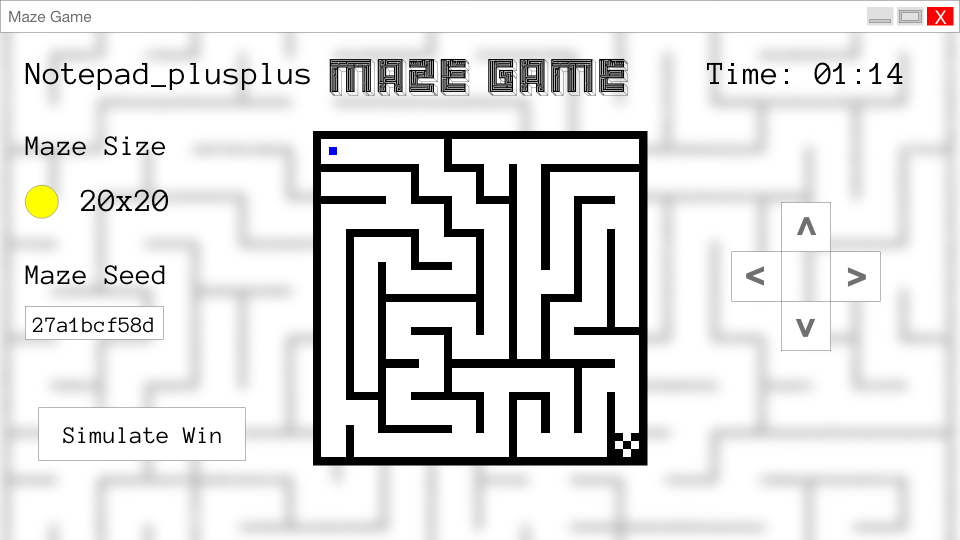 Maze Game
X
Notepad_plusplus MAZE GAME Time: 01:14
Maze Size
20x20
Maze Seed
27a1bcf58d
Simulate Win
^
< >
v